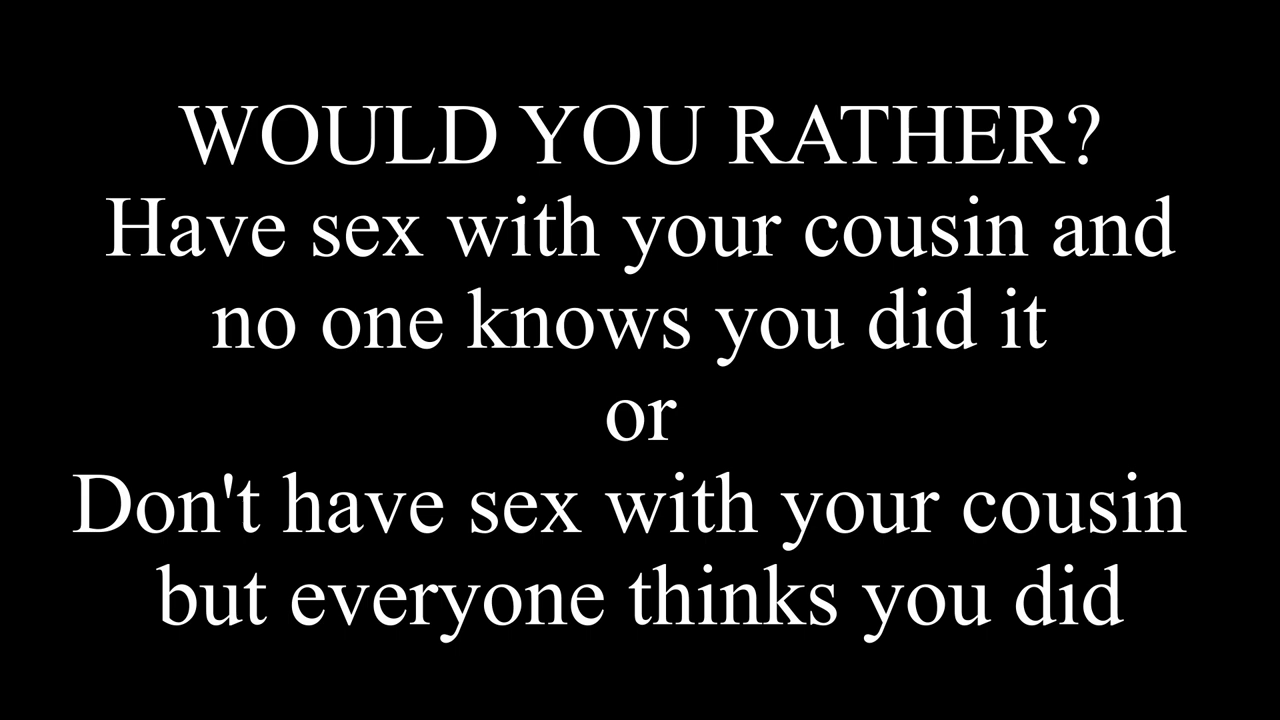 WOULD YOU RATHER?
Have sex with your cousin and
no one knows you did it
or
Don't have sex with your cousin
but everyone thinks you did